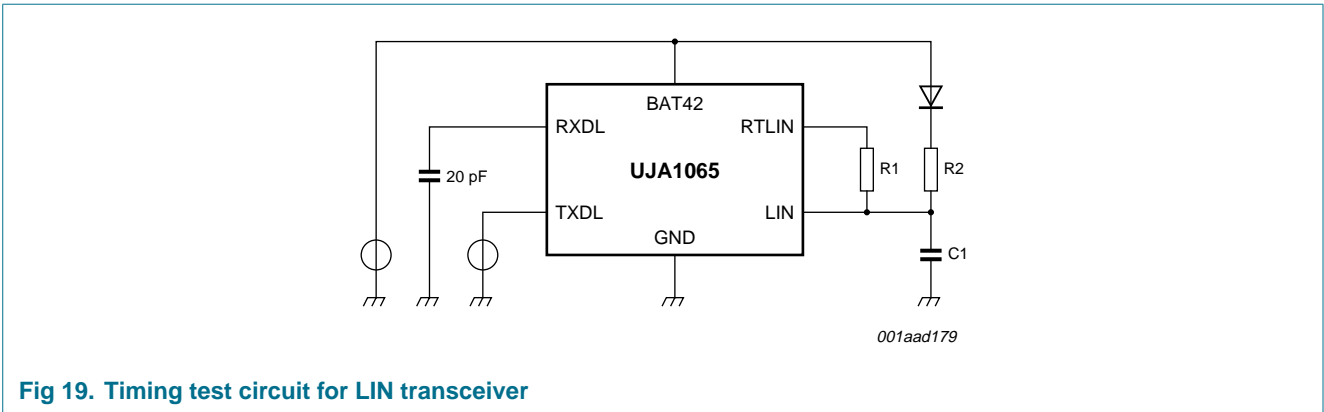 BAT42
RXDL
RTLIN
UJA1065
R1
R2
20 pF
TXDL
LIN
GND
C1
001aad179
Fig 19. Timing test circuit for LIN transceiver